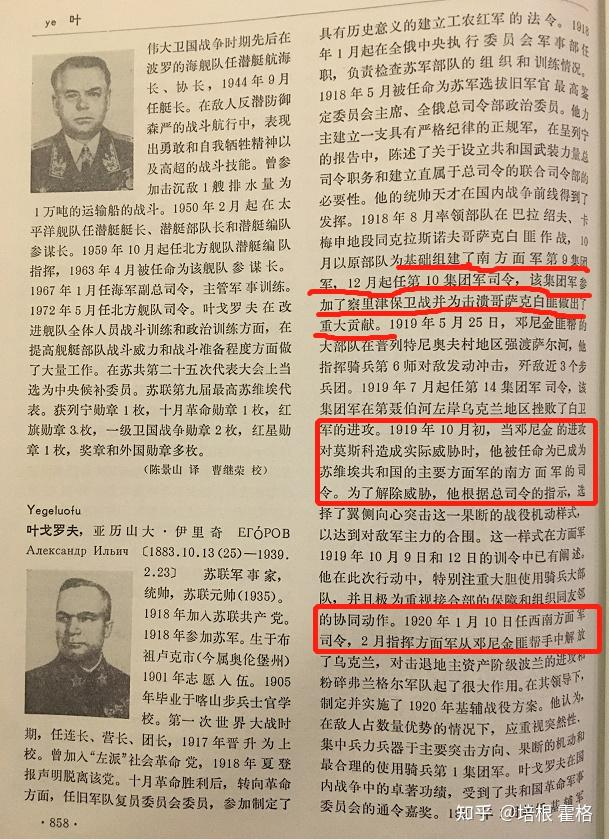 ye 叶
伟大卫国战争时期先后在
波罗的海舰队任潜艇航海
长、协长，1944年9月
任艇长。在敌人反潜防御
森严的战斗航行中，表现
出勇敢和自我牺牲精神以
及高超的战斗技能。曾参
加击沉敌1艘排水量为
1万吨的运输船的战斗。1950年2月起在太
平洋舰队任潜艇艇长、潜艇部队长和潜艇编队
参谋长。1959年10月起任北方舰队潜艇编队
指挥，1963年4月被任命为该舰队参谋长。
1967年任海军副总司令，主管军事训练。
1972年5月起任北方舰队司令。叶戈罗夫在改
进舰队全体人员战斗训练和政治训练方面，在
提高舰艇部队战斗威力和战斗准备程度方面做
了大量工作。在苏共第二十五次代表大会上当
选为中央候补委员。苏联第九届最高苏维埃代
表。获列宁勋章1枚，十月革命勋章1枚，红
旗勋章3枚，一级卫国战争勋章2枚，红星勋
章1枚，奖章和外国勋章多枚。
（陈景山 译 曹继荣 校）
Yegeluofu
叶戈罗夫，亚历山大·伊里奇 ЕГО́РОВ
Александр Ильич〔1883.10.13(25)—1939.
2.23〕 苏联军事家，
统帅，苏联元帅(1935)。
1918年加入苏联共产党。
1918年参加苏军。生于布
祖卢克市(今属奥伦堡州)
1901年志愿入伍。1905
年毕业于喀山步兵士官学
校。第一次世界大战时
期，任连长、营长、团长，1917年晋升为上
校。曾加入“左派”社会革命党，1918年夏登
报声明脱离该党。十月革命胜利后，转向革命
方面，任旧军队复员委员会委员，参加制定了
·858·
具有历史意义的建立工农红军的法令。1918
年1月起在全俄中央执行委员会军事部任
职，负责检查苏军部队的组织和训练情况。
1918年5月被任命为苏军选拔旧军官最高鉴
定委员会主席、全俄总司令部政治委员。他力
主建立一支具有严格纪律的正规军，在呈列宁
的报告中，陈述了关于设立共和国武装力量总
司令职务和建立直属于总司令的联合司令部的
必要性。他的统帅天才在国内战争前线得到了
发挥。1918年8月率领部队在巴拉绍夫、卡
梅申地段同克拉斯诺夫哥萨克白匪作战，10
月以原部队为基础组建了南方面军第9集团
军，12月起任第10集团军司令，该集团军参
加了察里津保卫战并为击溃哥萨克白匪做出了
重大贡献。1919年5月25日，邓尼金匪帮的
大部队在普列特尼奥夫村地区强渡萨尔河，他
指挥骑兵第6师对敌发动冲击，歼敌近3个步
兵团。1919年7月起任第14集团军司令，该
集团军在第聂伯河左岸乌克兰地区挫败了白卫
军的进攻。1919年10月初，当邓尼金的进攻
对莫斯科造成实际威胁时，他被任命为已成为
苏维埃共和国的主要方面军的南方面军的司
令。为了解除威胁，他根据总司令的指示，选
择了翼侧向心突击这一果断的战役机动样式，
以达到对敌军主力的合围。这一样式在方面军
1919年10月9日和12日的训令中已有阐述。
他在此次行动中，特别注重大胆使用骑兵大部
队，并且极为重视接合部的保障和组织同友邻
的协同动作。1920年1月10日任西南方面军
司令，2月指挥方面军从邓尼金匪帮手中解放
了乌克兰，对击退地主资产阶级波兰的进攻和
粉碎弗兰格尔军队起了很大作用。在其领导下，
制定并实施了1920年基辅战役方案。他认为，
在敌人占数量优势的情况下，应重视突然性、
集中兵力兵器于主要突击方向、果断的机动和
最合理的使用骑兵第1集团军。叶戈罗夫在国
内战争中的卓著功绩，受到了共和国革命军事
委员会的通令嘉奖。
知乎 @培根 霍格